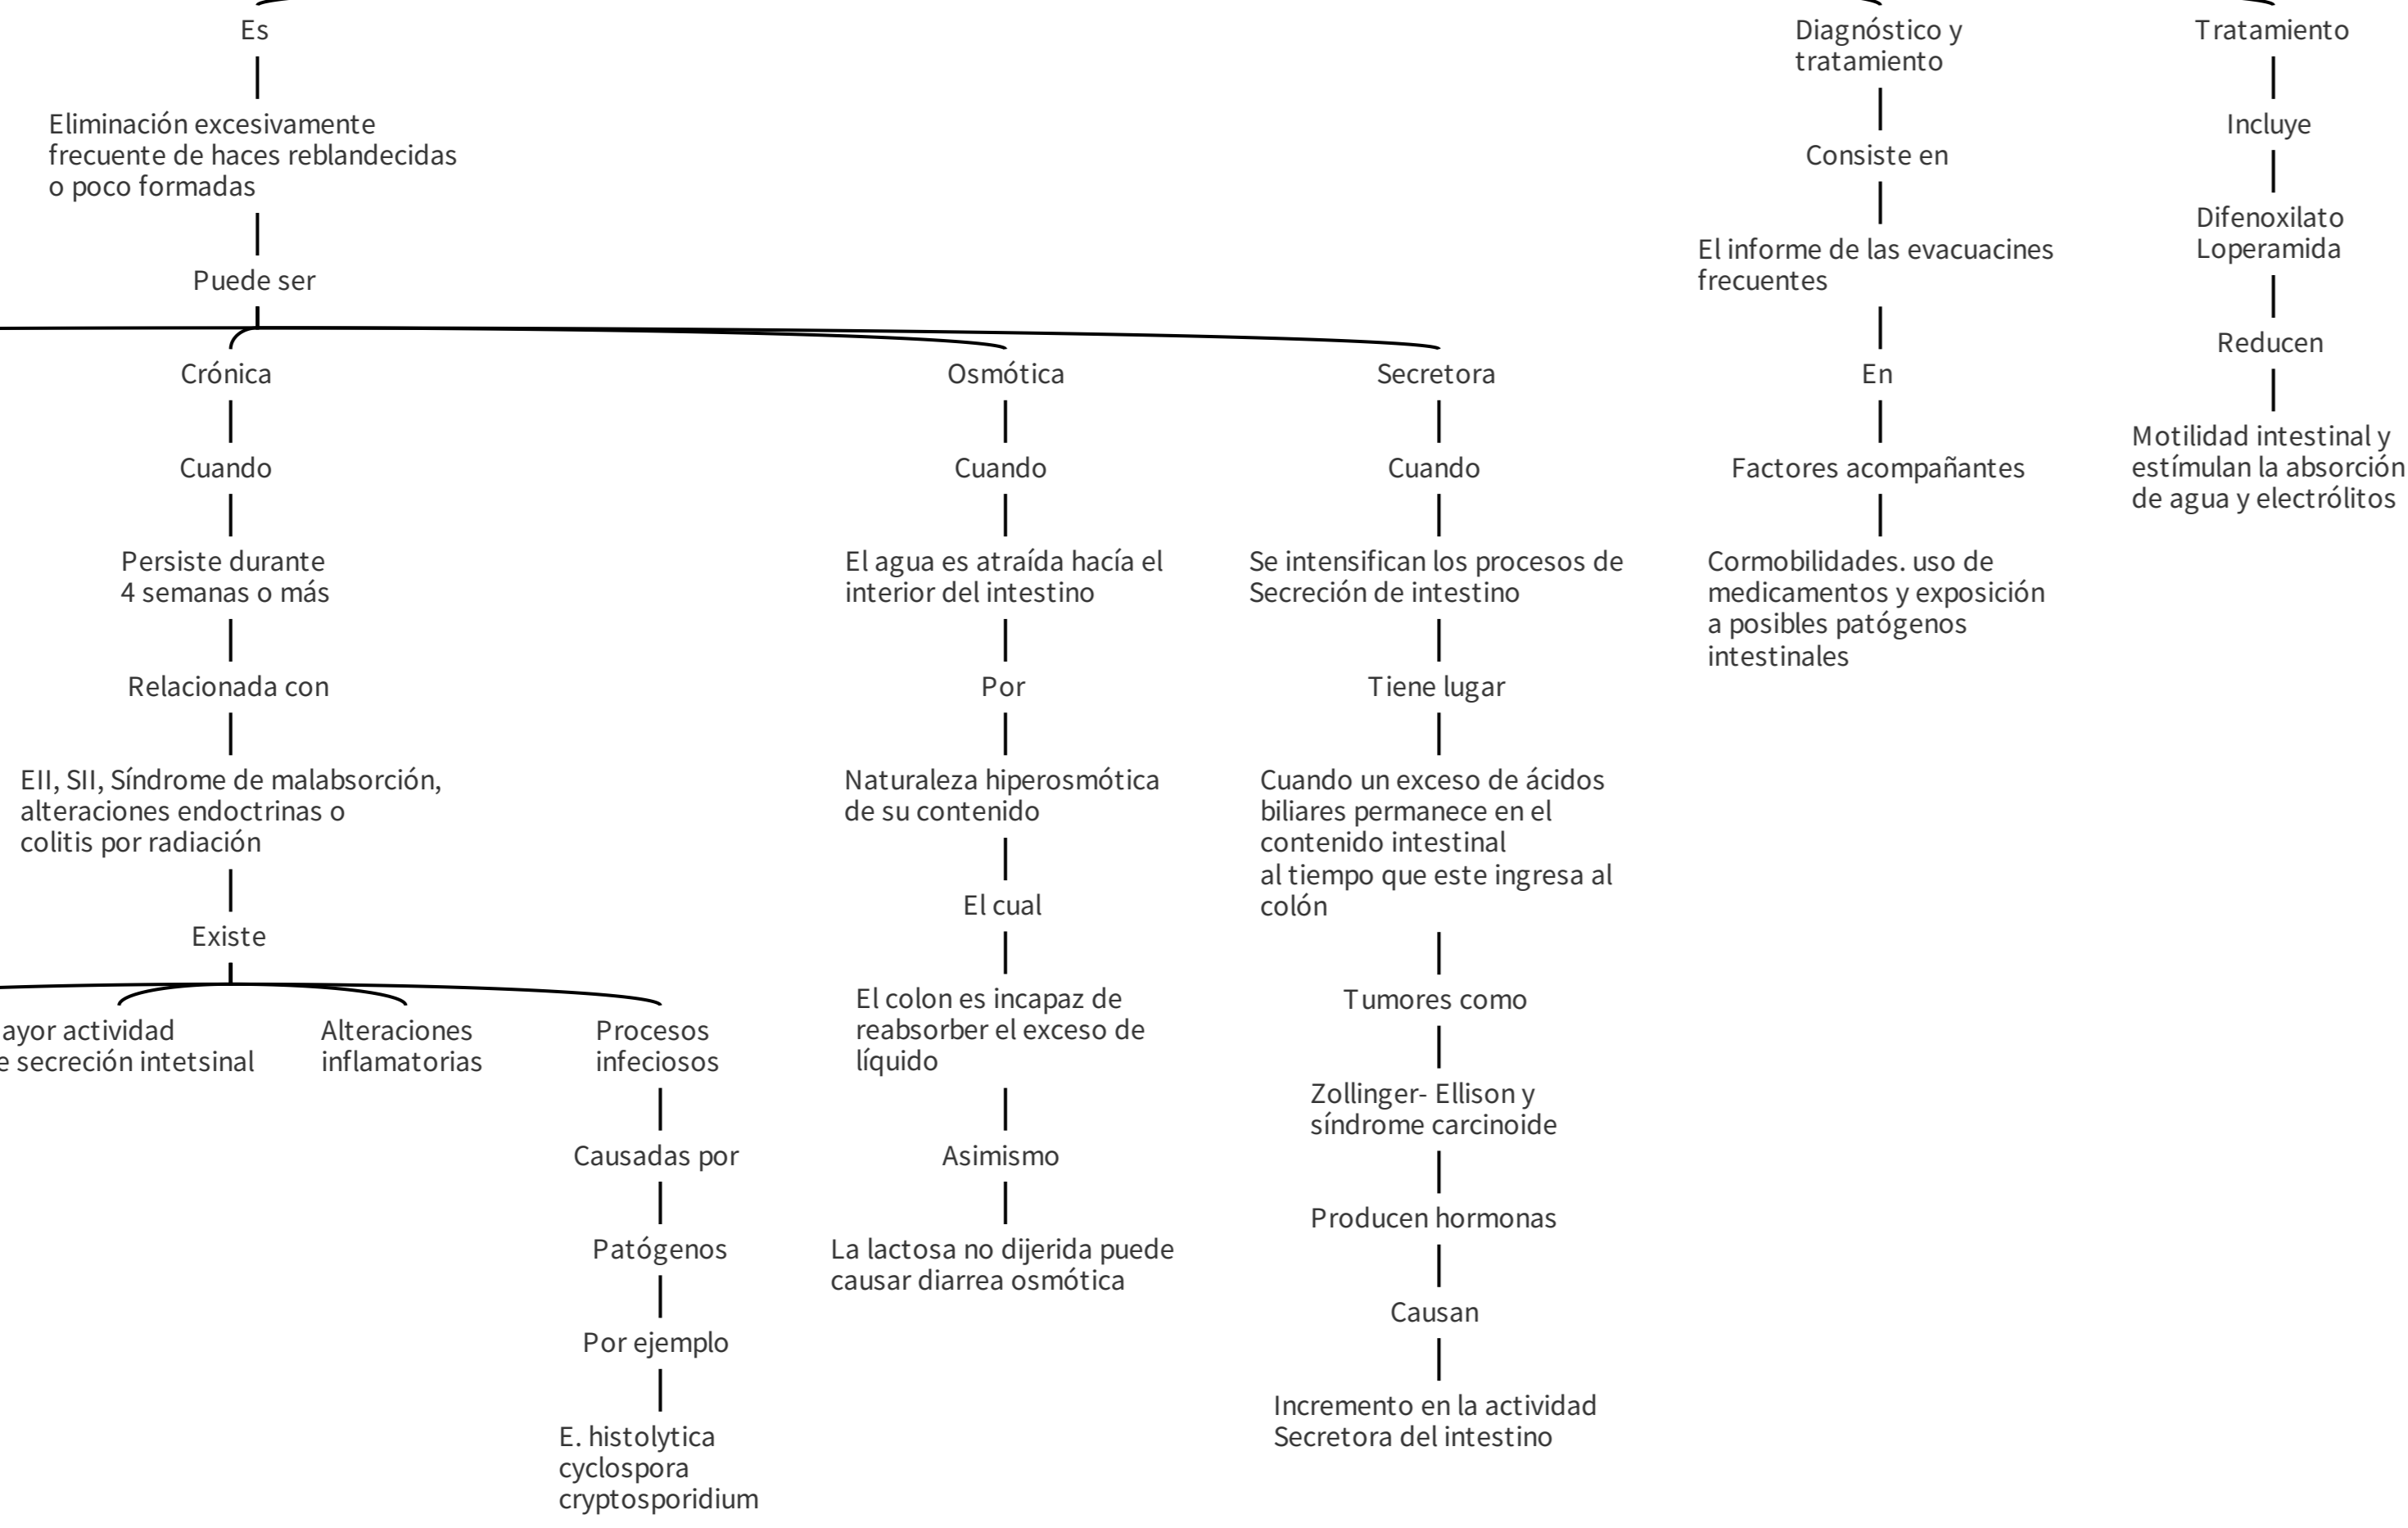 Es
Eliminación excesivamente
frecuente de haces reblandecidas
o poco formadas
Puede ser
Crónica
Cuando
Persiste durante
4 semanas o más
Relacionada con
EII, SII, Síndrome de malabsorción,
alteraciones endoctrinas o
colitis por radiación
Existe
ayor actividad
e secreción intetsinal
Alteraciones
inflamatorias
Procesos
infeciosos
Causadas por
Patógenos
Por ejemplo
E. histolytica
cyclospora
cryptosporidium
Osmótica
Cuando
El agua es atraída hacía el
interior del intestino
Por
Naturaleza hiperosmótica
de su contenido
El cual
El colon es incapaz de
reabsorber el exceso de
líquido
Asimismo
La lactosa no dijerida puede
causar diarrea osmótica
Secretora
Cuando
Se intensifican los procesos de
Secreción de intestino
Tiene lugar
Cuando un exceso de ácidos
biliares permanece en el
contenido intestinal
al tiempo que este ingresa al
colón
Tumores como
Zollinger- Ellison y
síndrome carcinoide
Producen hormonas
Causan
Incremento en la actividad
Secretora del intestino
Diagnóstico y
tratamiento
Consiste en
El informe de las evacuacines
frecuentes
En
Factores acompañantes
Cormobilidades. uso de
medicamentos y exposición
a posibles patógenos
intestinales
Tratamiento
Incluye
Difenoxilato
Loperamida
Reducen
Motilidad intestinal y
estímulan la absorción
de agua y electrólitos